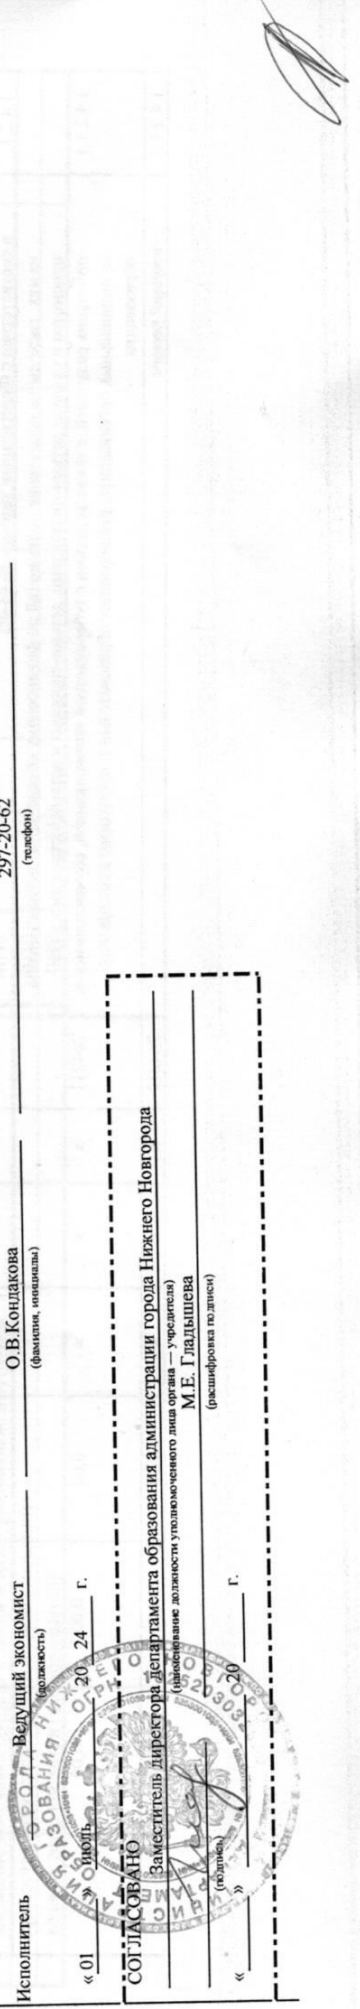 Исполнитель Ведущий экономист О.В.Кондакова 297-20-62
(должность) (фамилия, инициалы) (телефон)
« 01 » июль 20 24 г.
СОГЛАСОВАНО
Заместитель директора департамента образования администрации города Нижнего Новгорода
(наименование должности уполномоченного лица органа — учредителя)
М.Е. Гладышева
(подпись) (расшифровка подписи)
« » 20 г.